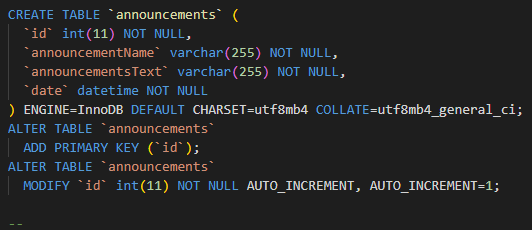 CREATE TABLE `announcements` (
  `id` int(11) NOT NULL,
  `announcementName` varchar(255) NOT NULL,
  `announcementsText` varchar(255) NOT NULL,
  `date` datetime NOT NULL
) ENGINE=InnoDB DEFAULT CHARSET=utf8mb4 COLLATE=utf8mb4_general_ci;
ALTER TABLE `announcements`
  ADD PRIMARY KEY (`id`);
ALTER TABLE `announcements`
  MODIFY `id` int(11) NOT NULL AUTO_INCREMENT, AUTO_INCREMENT=1;
--